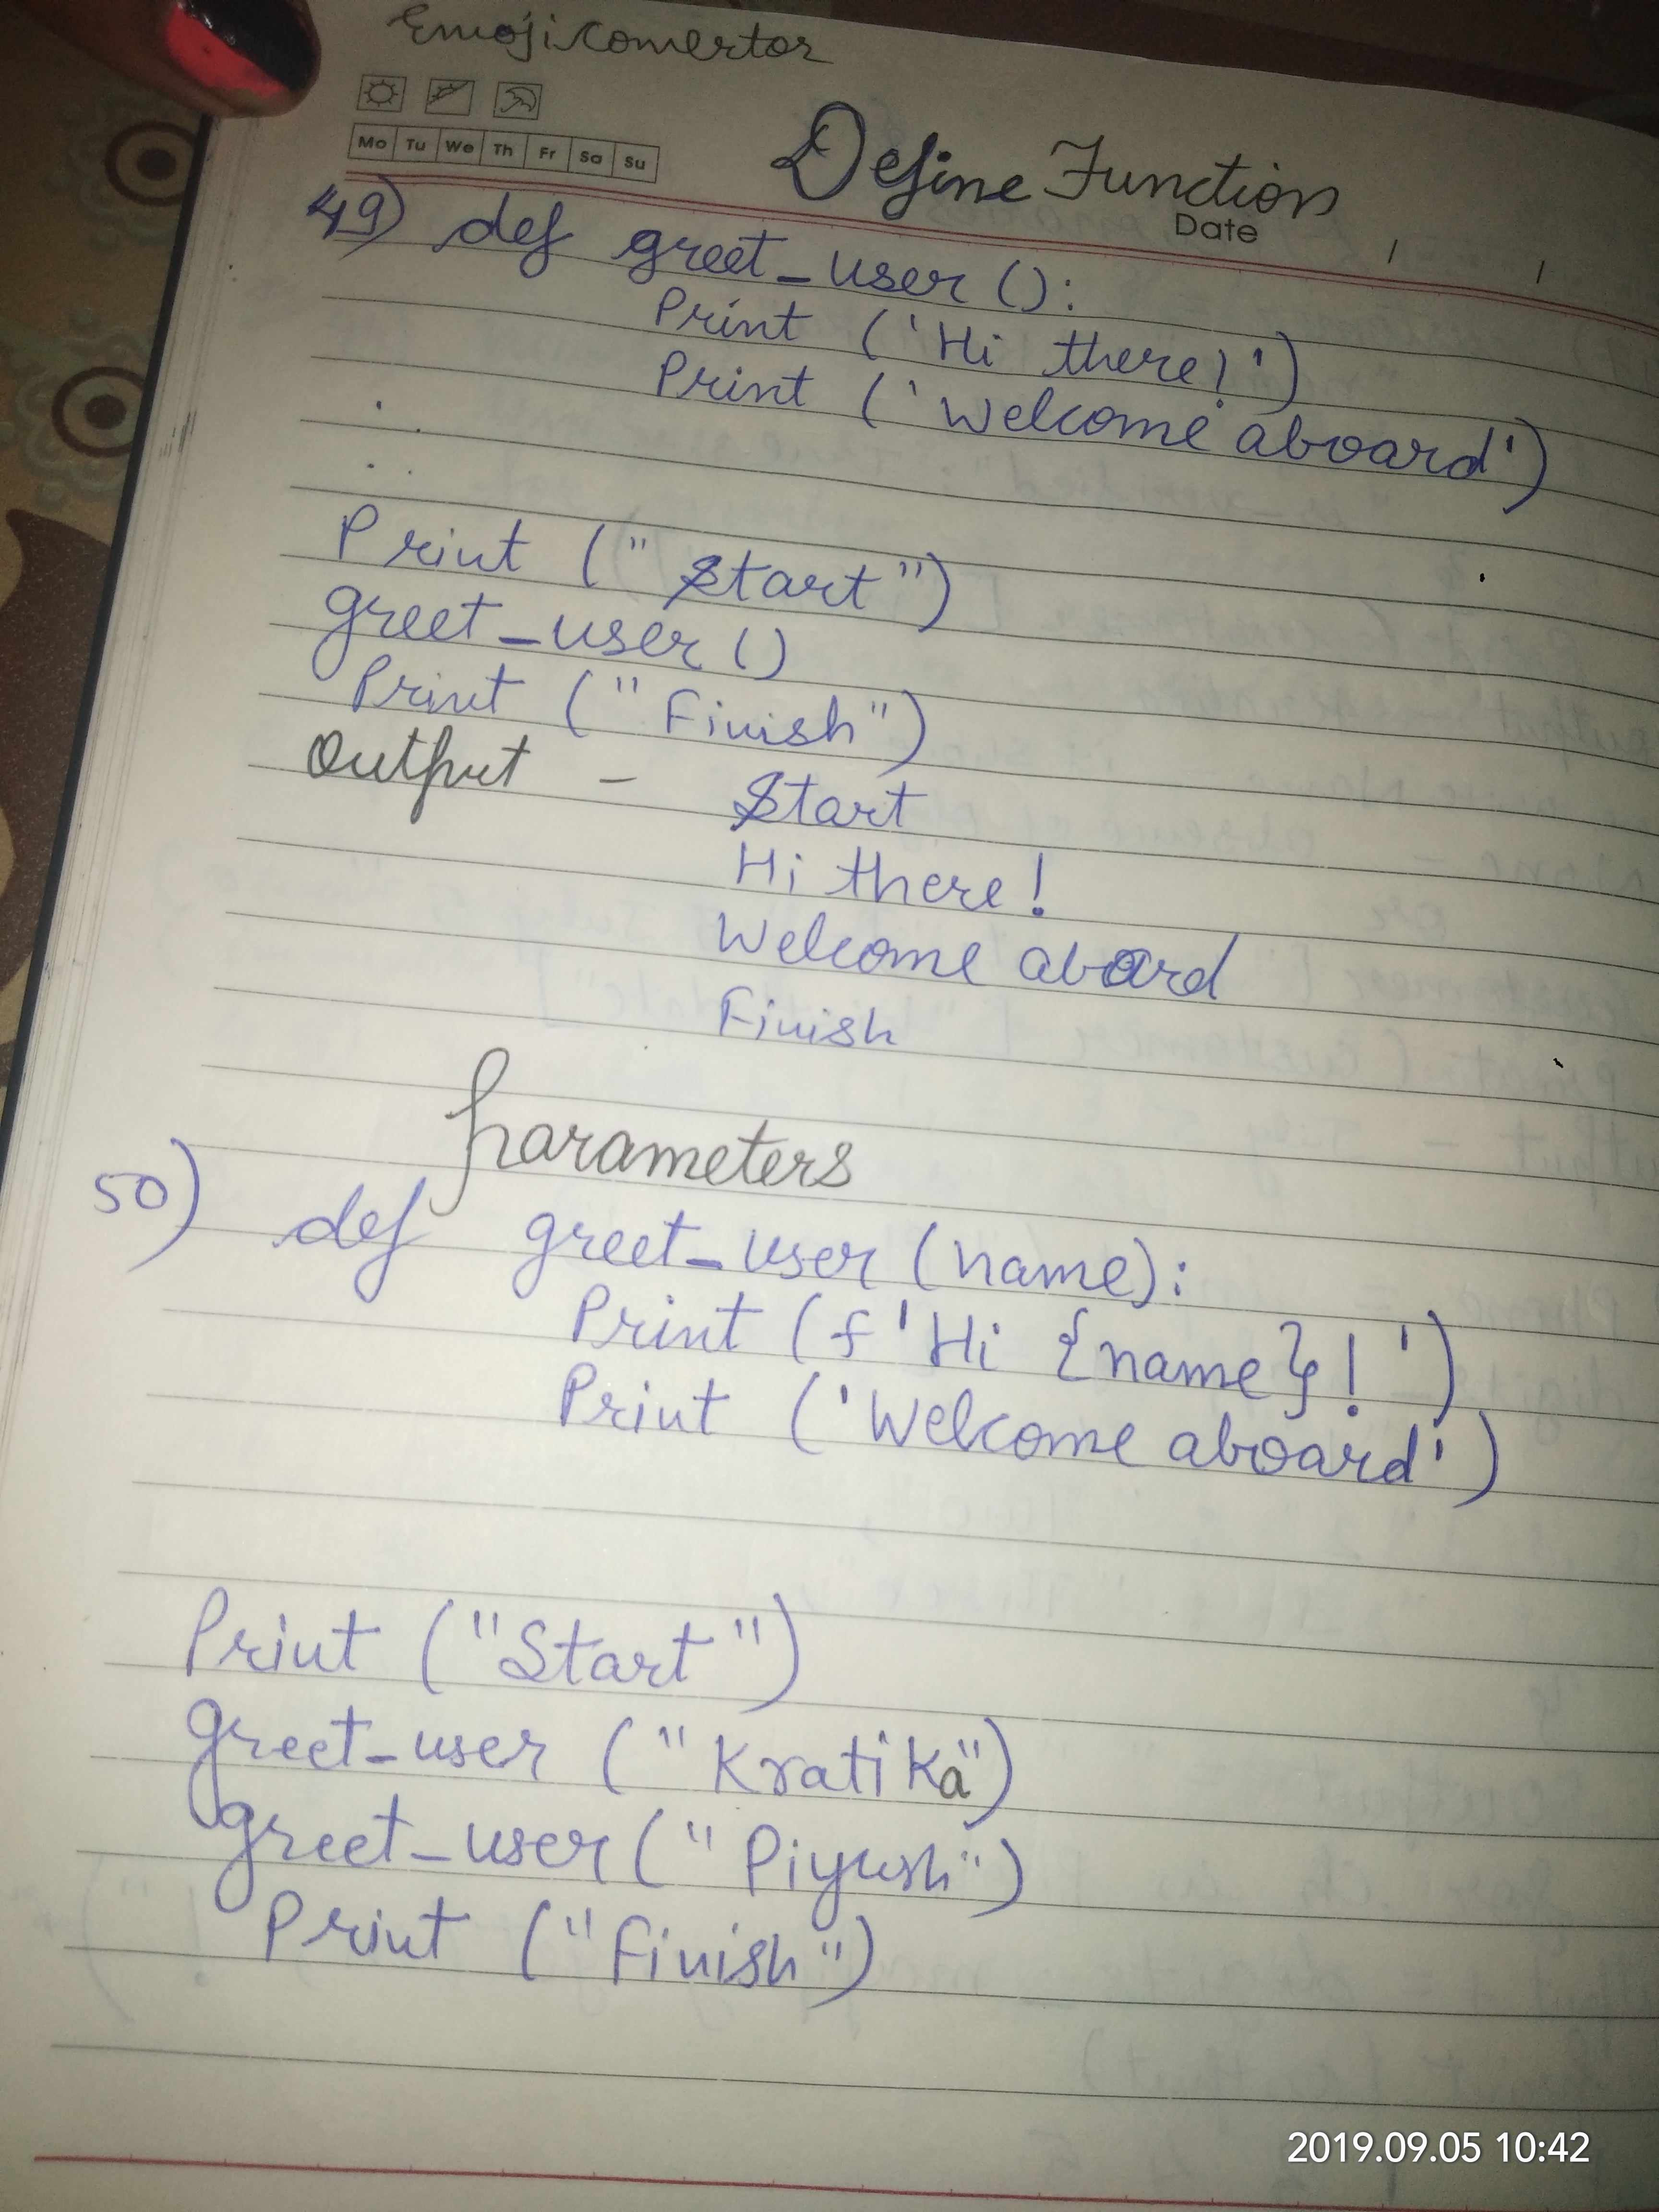 Emoji Convertor
Mo Tu We Th Fr Sa Su
Define Function
Date / /
49) def greet_user ():
Print ('Hi there!')
Print ('Welcome aboard')
Print ("Start")
greet_user ()
Print ("Finish")
Output - Start
Hi there!
Welcome aboard
Finish
Parameters
50) def greet_user (name):
Print (f'Hi {name}!')
Print ('Welcome aboard')
Print ("Start")
greet_user ("Kratika")
greet_user ("Piyush")
Print ("Finish")
2019.09.05 10:42